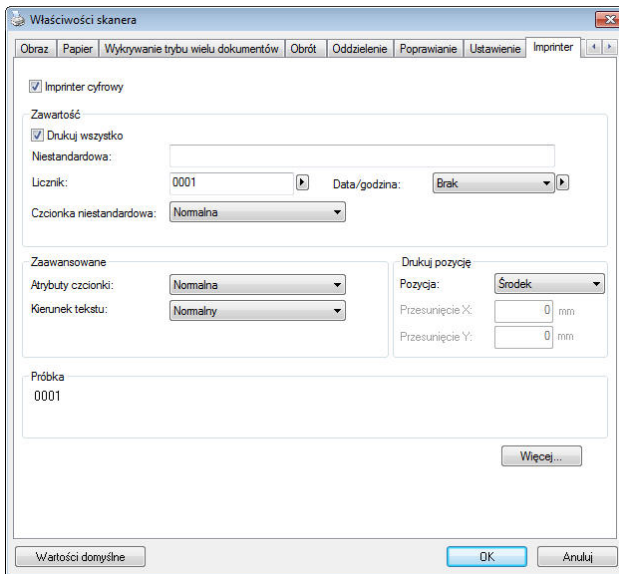 Właściwości skanera
Obraz Papier Wykrywanie trybu wielu dokumentów Obrót Oddzielenie Poprawianie Ustawienie Imprinter
Imprinter cyfrowy
Zawartość
Drukuj wszystko
Niestandardowa:
Licznik: 0001 Data/godzina: Brak
Czcionka niestandardowa: Normalna
Zaawansowane Drukuj pozycję
Atrybuty czcionki: Normalna Pozycja: Środek
Kierunek tekstu: Normalny Przesunięcie X: 0 mm
Przesunięcie Y: 0 mm
Próbka
0001
Więcej...
Wartości domyślne OK Anuluj